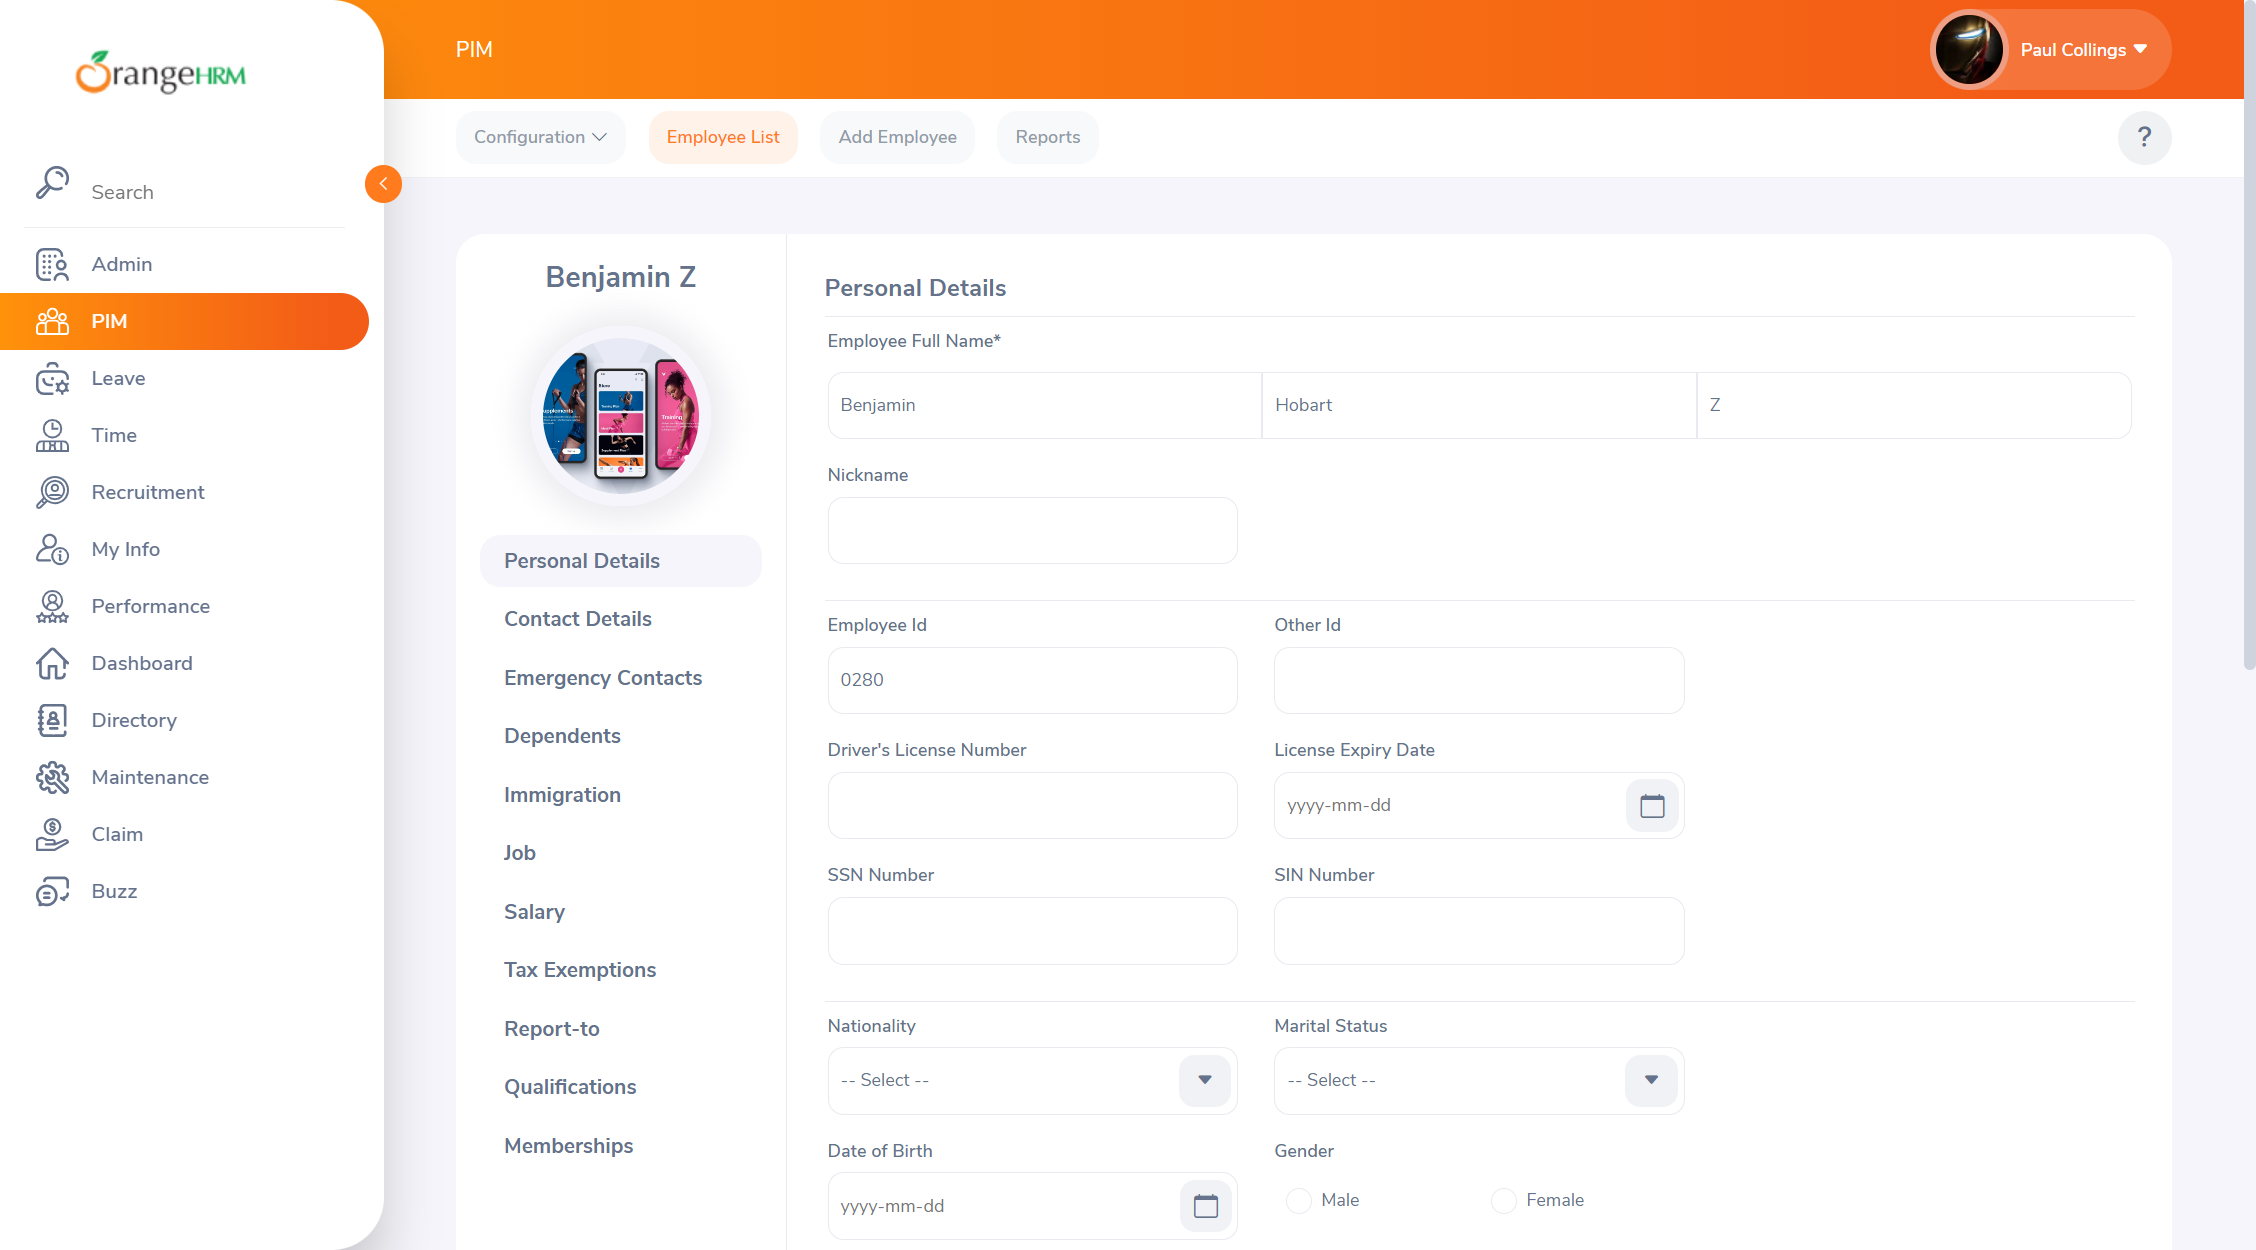 OrangeHRM
PIM
Paul Collings
Configuration
Employee List
Add Employee
Reports
?
Search
Admin
PIM
Leave
Time
Recruitment
My Info
Performance
Dashboard
Directory
Maintenance
Claim
Buzz
Benjamin Z
Personal Details
Contact Details
Emergency Contacts
Dependents
Immigration
Job
Salary
Tax Exemptions
Report-to
Qualifications
Memberships
Personal Details
Employee Full Name*
Benjamin
Hobart
Z
Nickname
Employee Id
Other Id
0280
Driver's License Number
License Expiry Date
yyyy-mm-dd
SSN Number
SIN Number
Nationality
Marital Status
-- Select --
-- Select --
Date of Birth
Gender
yyyy-mm-dd
Male
Female